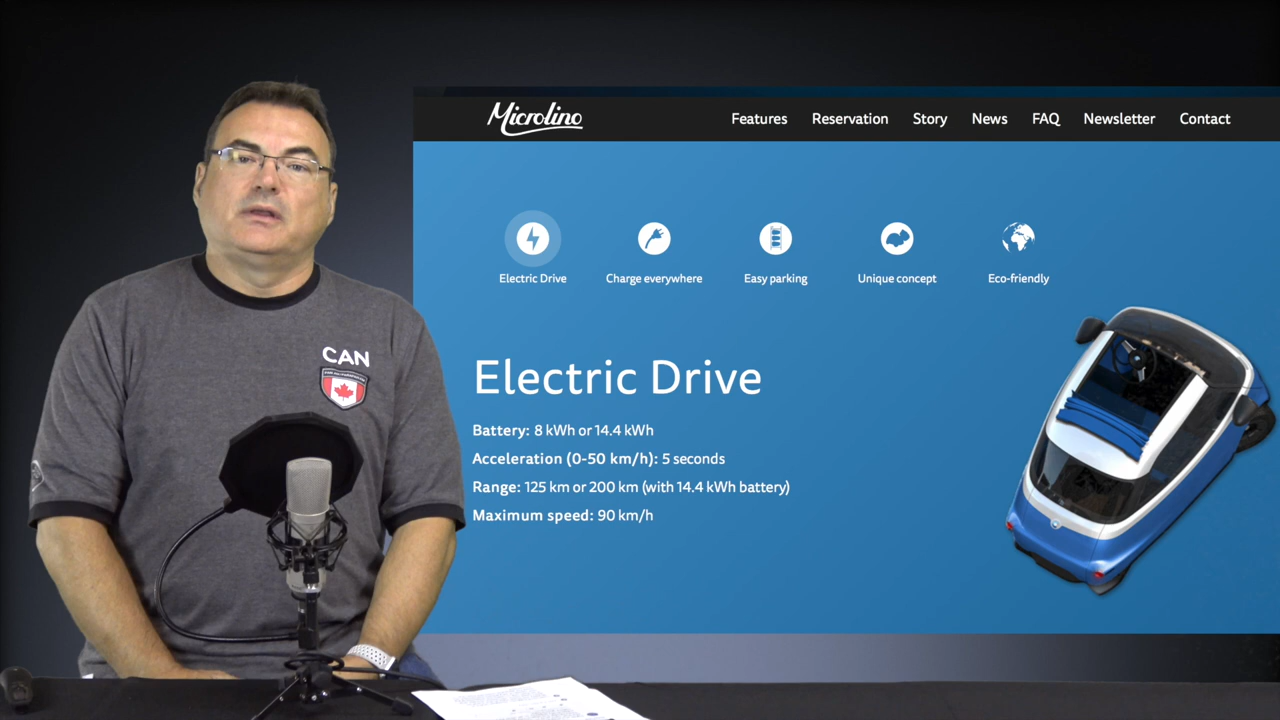 Microlino
Features Reservation Story News FAQ Newsletter Contact
Electric Drive Charge everywhere Easy parking Unique concept Eco-friendly
Electric Drive
Battery: 8 kWh or 14.4 kWh
Acceleration (0-50 km/h): 5 seconds
Range: 125 km or 200 km (with 14.4 kWh battery)
Maximum speed: 90 km/h
CAN